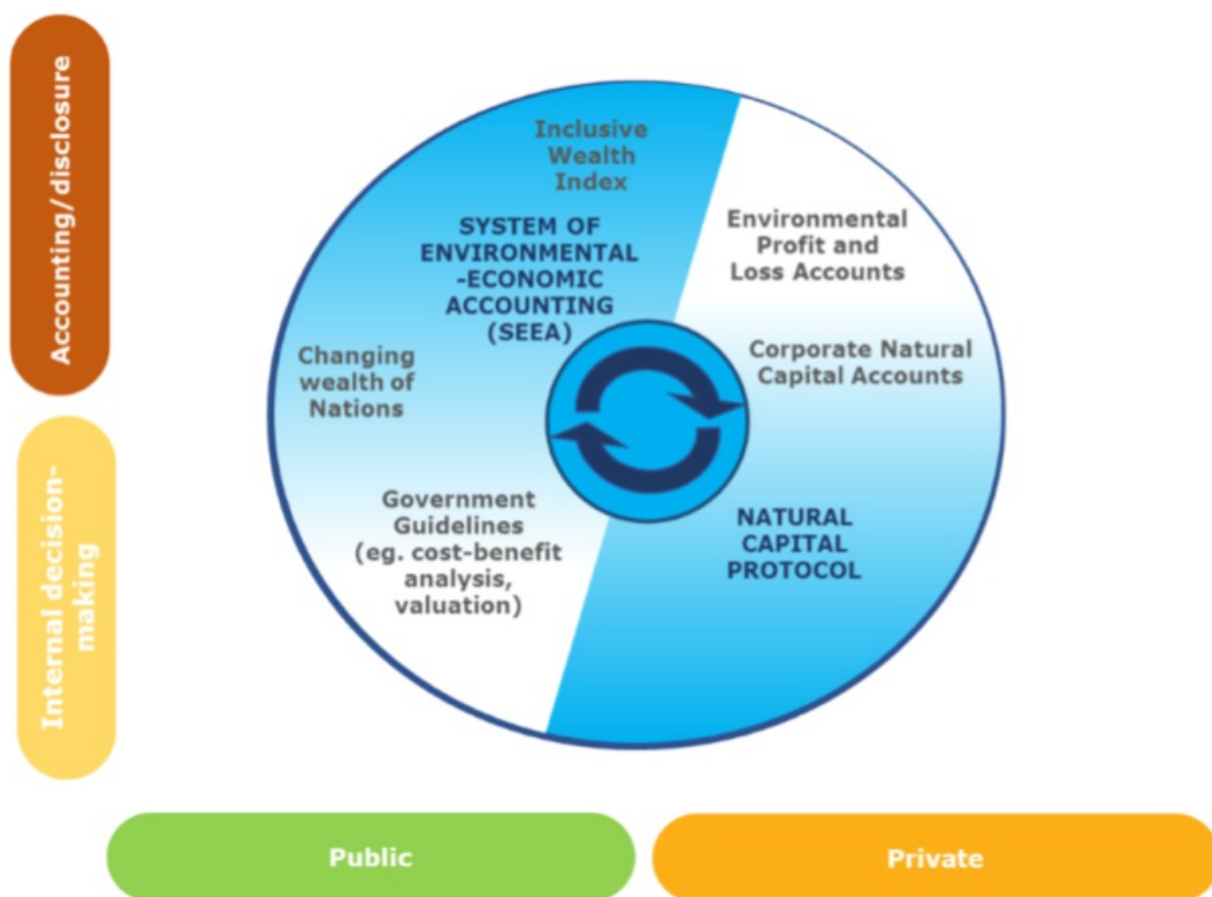 Accounting/disclosure
Internal decision-
making
Inclusive
Wealth
Index
SYSTEM OF
ENVIRONMENTAL
-ECONOMIC
ACCOUNTING
(SEEA)
Changing
wealth of
Nations
Government
Guidelines
(eg. cost-benefit
analysis,
valuation)
Environmental
Profit and
Loss Accounts
Corporate Natural
Capital Accounts
NATURAL
CAPITAL
PROTOCOL
Public
Private